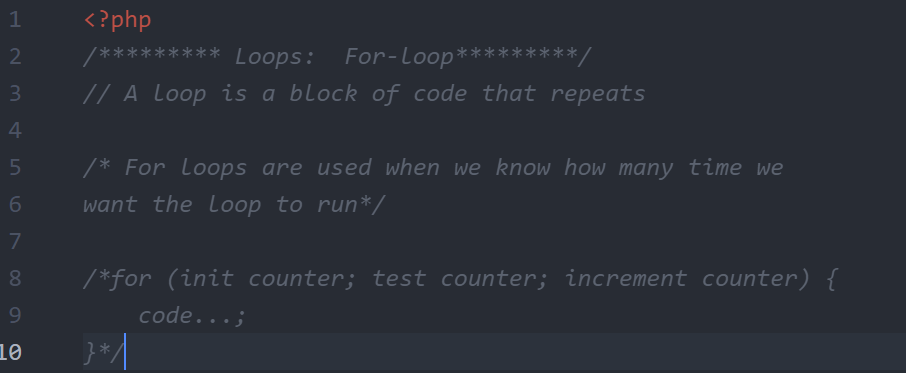 1 <?php
2 /********* Loops:  For-loop*********/
3 // A loop is a block of code that repeats
4
5 /* For loops are used when we know how many time we
6 want the loop to run*/
7
8 /*for (init counter; test counter; increment counter) {
9     code...;
10 }*/